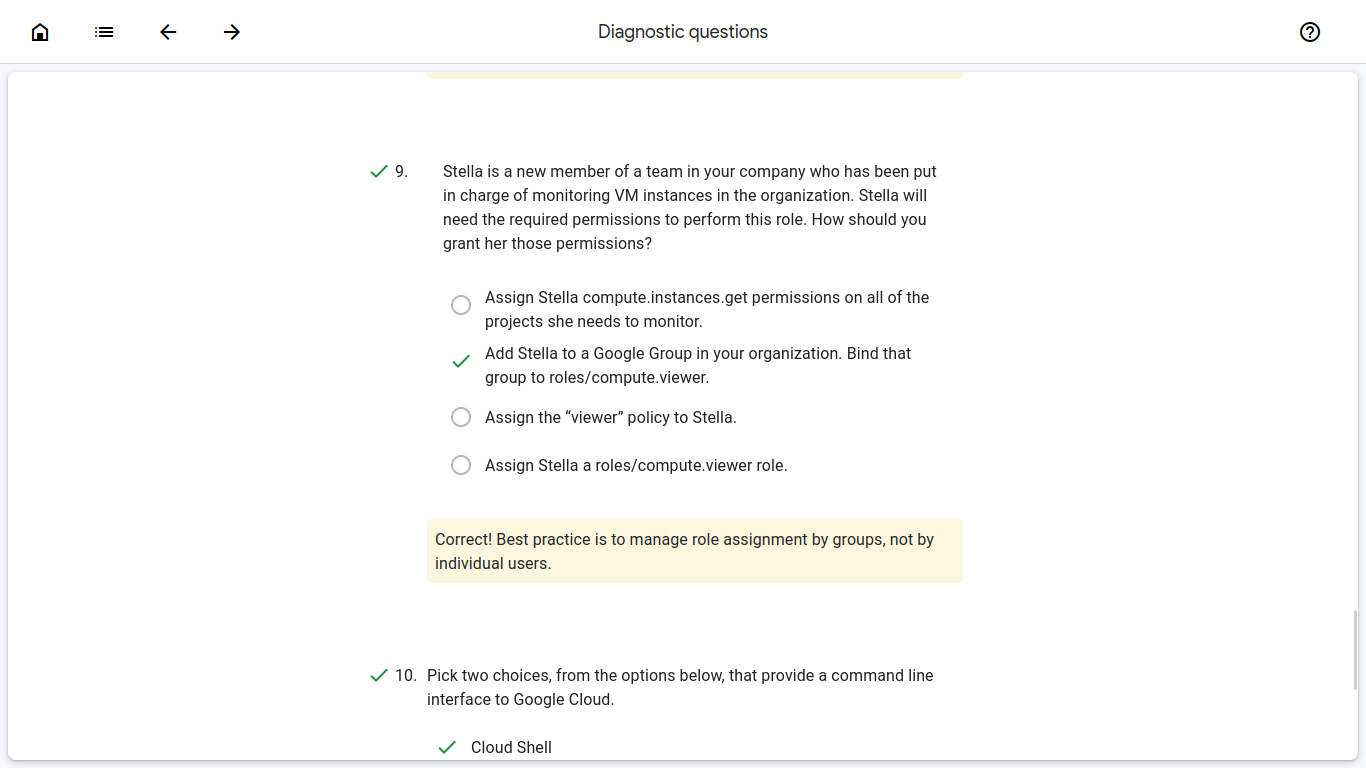 Diagnostic questions
9. Stella is a new member of a team in your company who has been put
in charge of monitoring VM instances in the organization. Stella will
need the required permissions to perform this role. How should you
grant her those permissions?
Assign Stella compute.instances.get permissions on all of the
projects she needs to monitor.
Add Stella to a Google Group in your organization. Bind that
group to roles/compute.viewer.
Assign the “viewer” policy to Stella.
Assign Stella a roles/compute.viewer role.
Correct! Best practice is to manage role assignment by groups, not by
individual users.
10. Pick two choices, from the options below, that provide a command line
interface to Google Cloud.
Cloud Shell